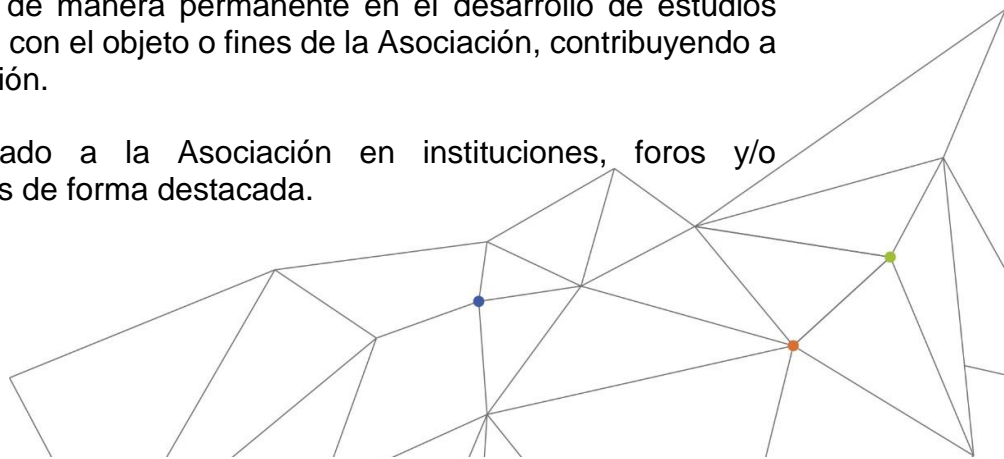 de manera permanente en el desarrollo de estudios
con el objeto o fines de la Asociación, contribuyendo a
ión.
ado a la Asociación en instituciones, foros y/o
s de forma destacada.